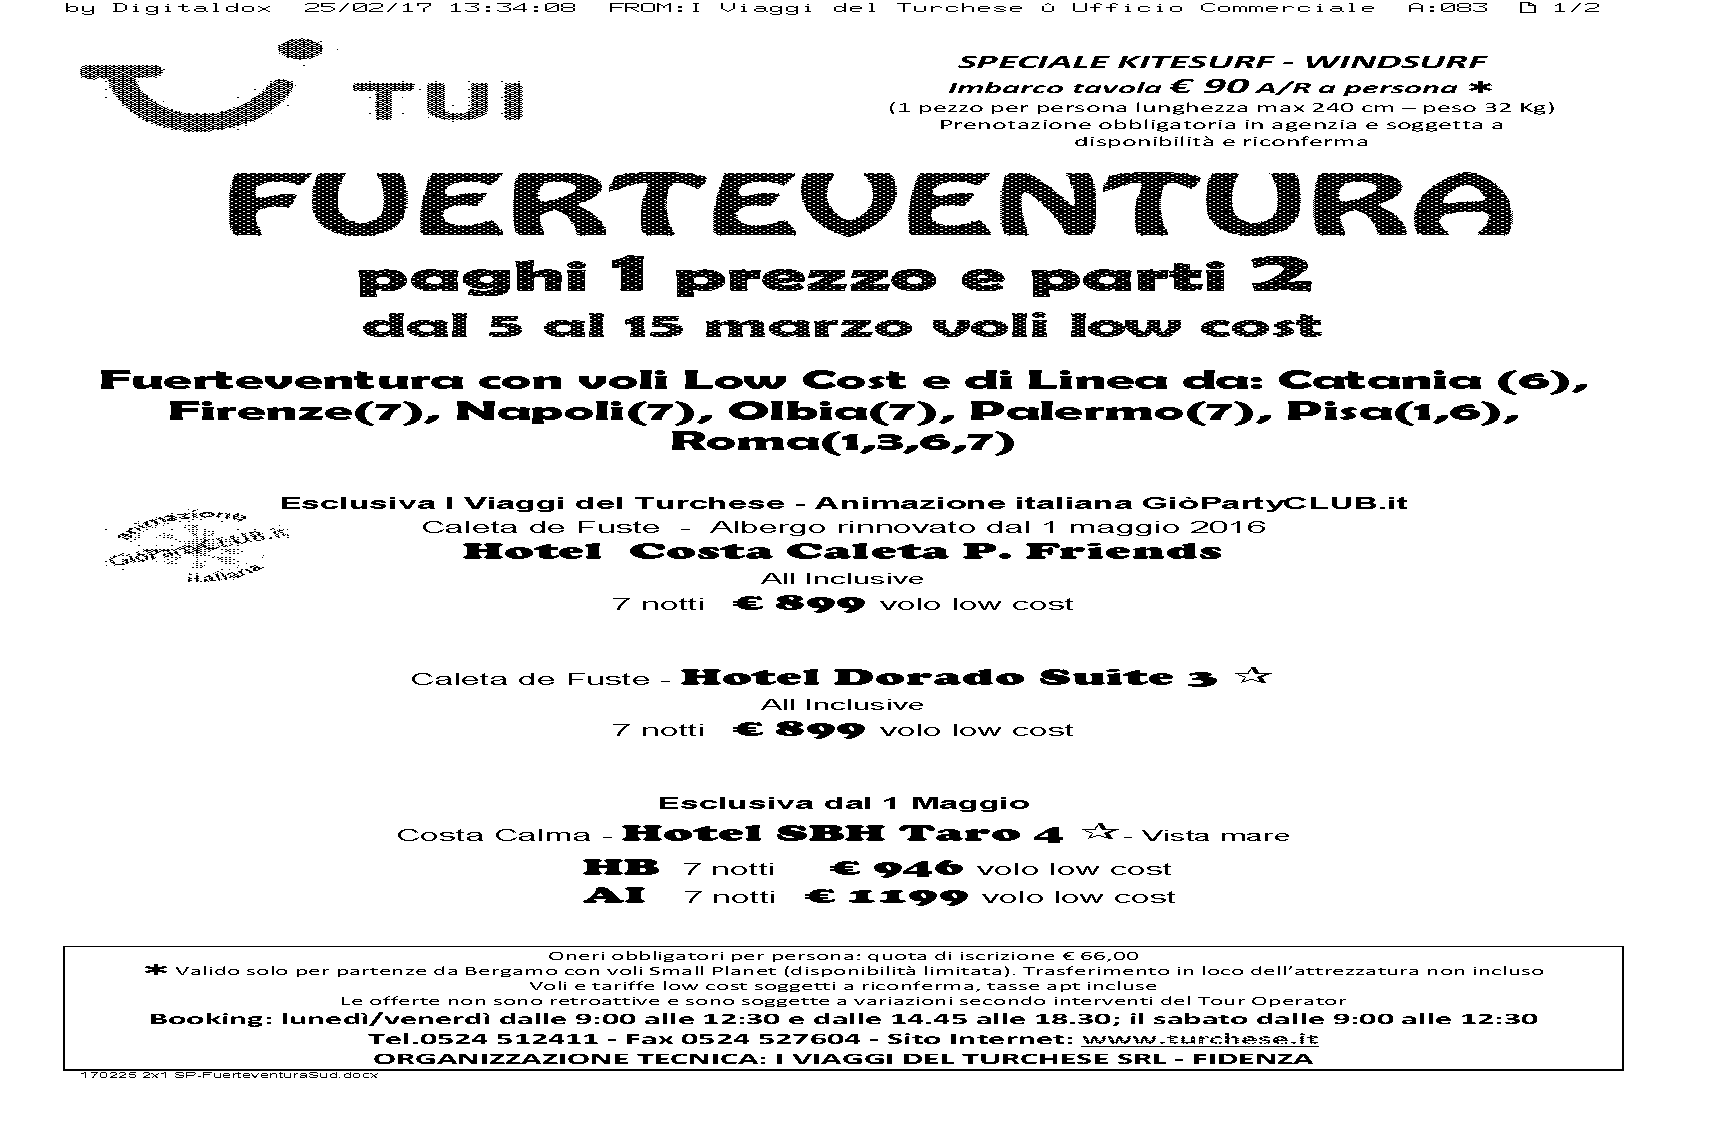 by Digitaldox 25/02/17 13:34:08 FROM:I Viaggi del Turchese ù Ufficio Commerciale A:083 1/2
TUI
SPECIALE KITESURF - WINDSURF
Imbarco tavola € 90 A/R a persona *
(1 pezzo per persona lunghezza max 240 cm – peso 32 Kg)
Prenotazione obbligatoria in agenzia e soggetta a
disponibilità e riconferma
FUERTEVENTURA
paghi 1 prezzo e parti 2
dal 5 al 15 marzo voli low cost
Fuerteventura con voli Low Cost e di Linea da: Catania (6),
Firenze(7), Napoli(7), Olbia(7), Palermo(7), Pisa(1,6),
Roma(1,3,6,7)
Esclusiva I Viaggi del Turchese - Animazione italiana GiòPartyCLUB.it
animazione
GiòPartyCLUB.it
italiana
Caleta de Fuste - Albergo rinnovato dal 1 maggio 2016
Hotel Costa Caleta P. Friends
All Inclusive
7 notti € 899 volo low cost
Caleta de Fuste - Hotel Dorado Suite 3 ☆
All Inclusive
7 notti € 899 volo low cost
Esclusiva dal 1 Maggio
Costa Calma - Hotel SBH Taro 4 ☆ - Vista mare
HB 7 notti € 946 volo low cost
AI 7 notti € 1199 volo low cost
Oneri obbligatori per persona: quota di iscrizione € 66,00
* Valido solo per partenze da Bergamo con voli Small Planet (disponibilità limitata). Trasferimento in loco dell'attrezzatura non incluso
Voli e tariffe low cost soggetti a riconferma, tasse apt incluse
Le offerte non sono retroattive e sono soggette a variazioni secondo interventi del Tour Operator
Booking: lunedì/venerdì dalle 9:00 alle 12:30 e dalle 14.45 alle 18.30; il sabato dalle 9:00 alle 12:30
Tel.0524 512411 - Fax 0524 527604 - Sito Internet: www.turchese.it
ORGANIZZAZIONE TECNICA: I VIAGGI DEL TURCHESE SRL - FIDENZA
170225 2x1 SP-FuerteventuraSud.docx